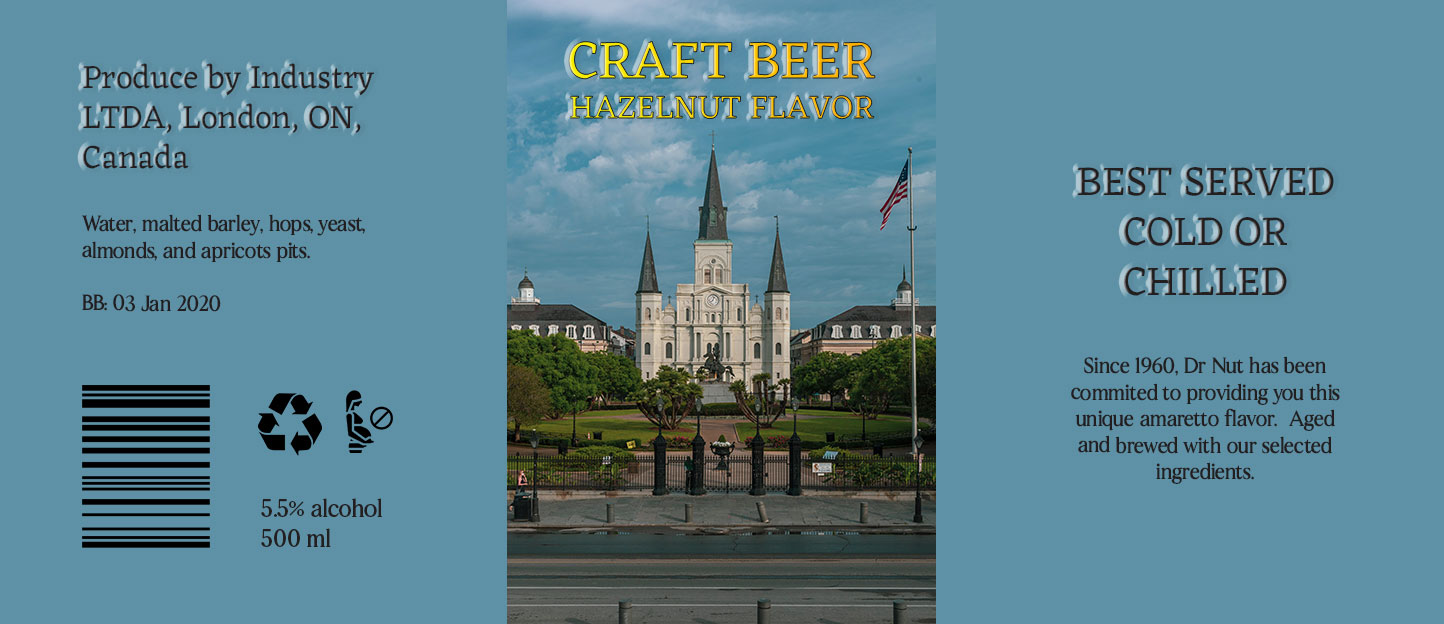 Produce by Industry
LTDA, London, ON,
Canada
Water, malted barley, hops, yeast,
almonds, and apricots pits.
BB: 03 Jan 2020
5.5% alcohol
500 ml
CRAFT BEER
HAZELNUT FLAVOR
BEST SERVED
COLD OR
CHILLED
Since 1960, Dr Nut has been
commited to providing you this
unique amaretto flavor.  Aged
and brewed with our selected
ingredients.